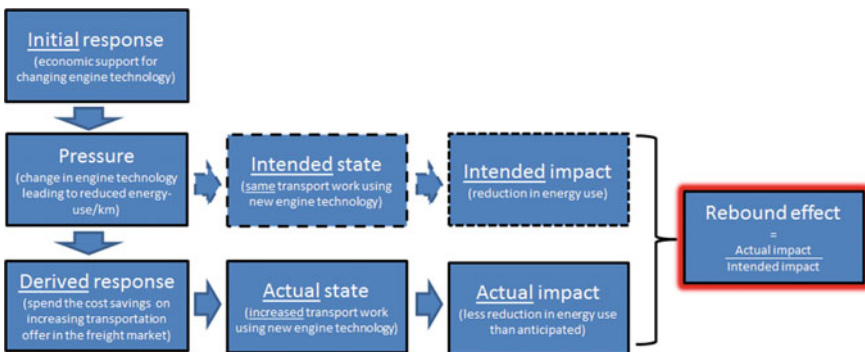 Initial response
(economic support for
changing engine technology)
Pressure
(change in engine technology
leading to reduced energy-
use/km)
Intended state
(same transport work using
new engine technology)
Intended impact
(reduction in energy use)
Rebound effect
=
Actual impact
Intended impact
Derived response
(spend the cost savings on
increasing transportation
offer in the freight market)
Actual state
(increased transport work
using new engine technology)
Actual impact
(less reduction in energy use
than anticipated)